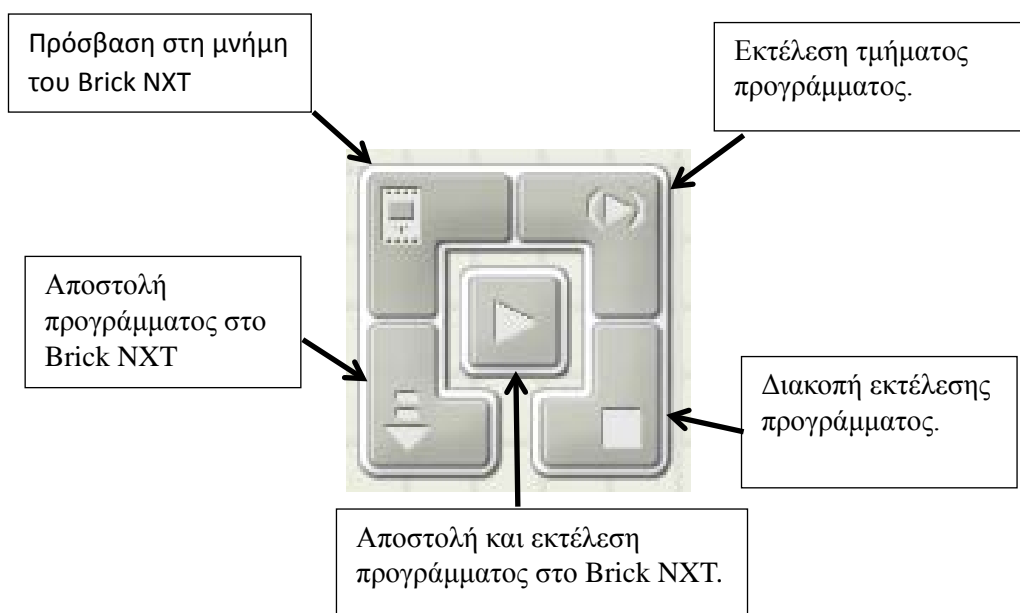 Πρόσβαση στη μνήμη
του Brick NXT
Εκτέλεση τμήματος
προγράμματος.
Αποστολή
προγράμματος στο
Brick NXT
Διακοπή εκτέλεσης
προγράμματος.
Αποστολή και εκτέλεση
προγράμματος στο Brick NXT.